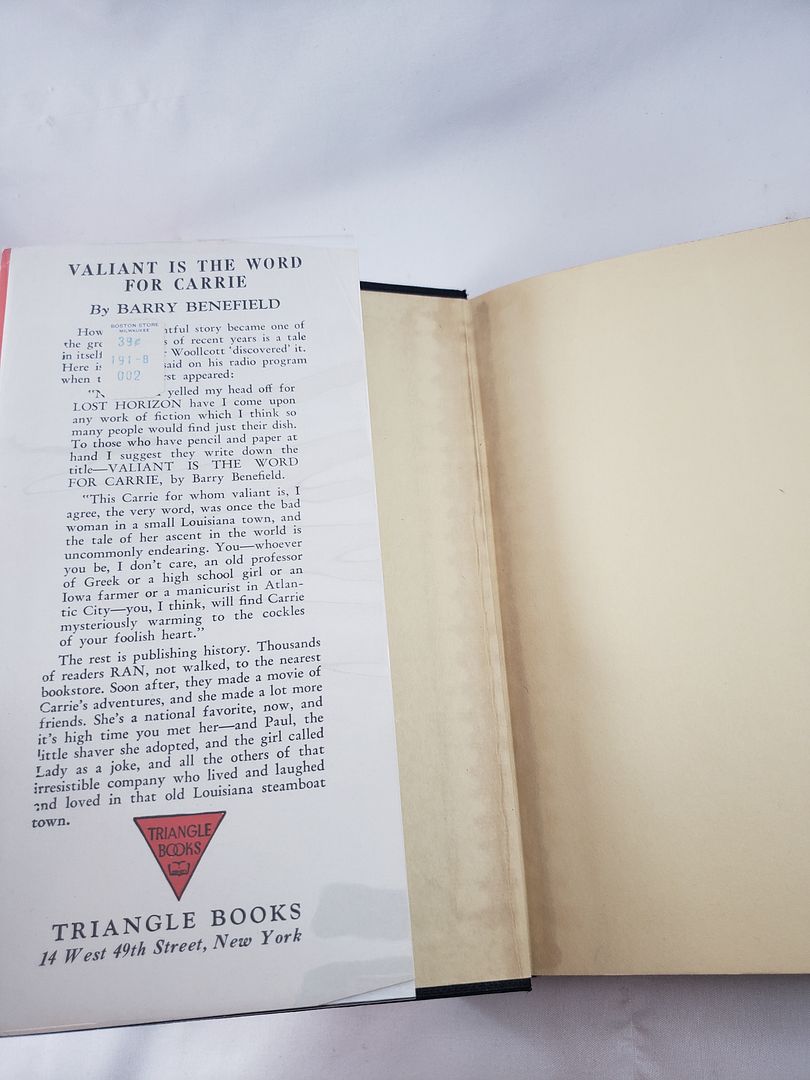 VALIANT IS THE WORD
FOR CARRIE
By BARRY BENEFIELD
How tful story became one of
the gre s of recent years is a tale
in itself Woollcott 'discovered' it.
Here is said on his radio program
when t rst appeared:
BOSTON STORE
MILWAUKEE
39¢
191-8
002
"N yelled my head off for
LOST HORIZON have I come upon
any work of fiction which I think so
many people would find just their dish.
To those who have pencil and paper at
hand I suggest they write down the
title—VALIANT IS THE WORD
FOR CARRIE, by Barry Benefield.
"This Carrie for whom valiant is, I
agree, the very word, was once the bad
woman in a small Louisiana town, and
the tale of her ascent in the world is
uncommonly endearing. You—whoever
you be, I don't care, an old professor
of Greek or a high school girl or an
Iowa farmer or a manicurist in Atlan-
tic City—you, I think, will find Carrie
mysteriously warming to the cockles
of your foolish heart."
The rest is publishing history. Thousands
of readers RAN, not walked, to the nearest
bookstore. Soon after, they made a movie of
Carrie's adventures, and she made a lot more
friends. She's a national favorite, now, and
it's high time you met her—and Paul, the
little shaver she adopted, and the girl called
Lady as a joke, and all the others of that
irresistible company who lived and laughed
and loved in that old Louisiana steamboat
town.
TRIANGLE
BOOKS
TRIANGLE BOOKS
14 West 49th Street, New York